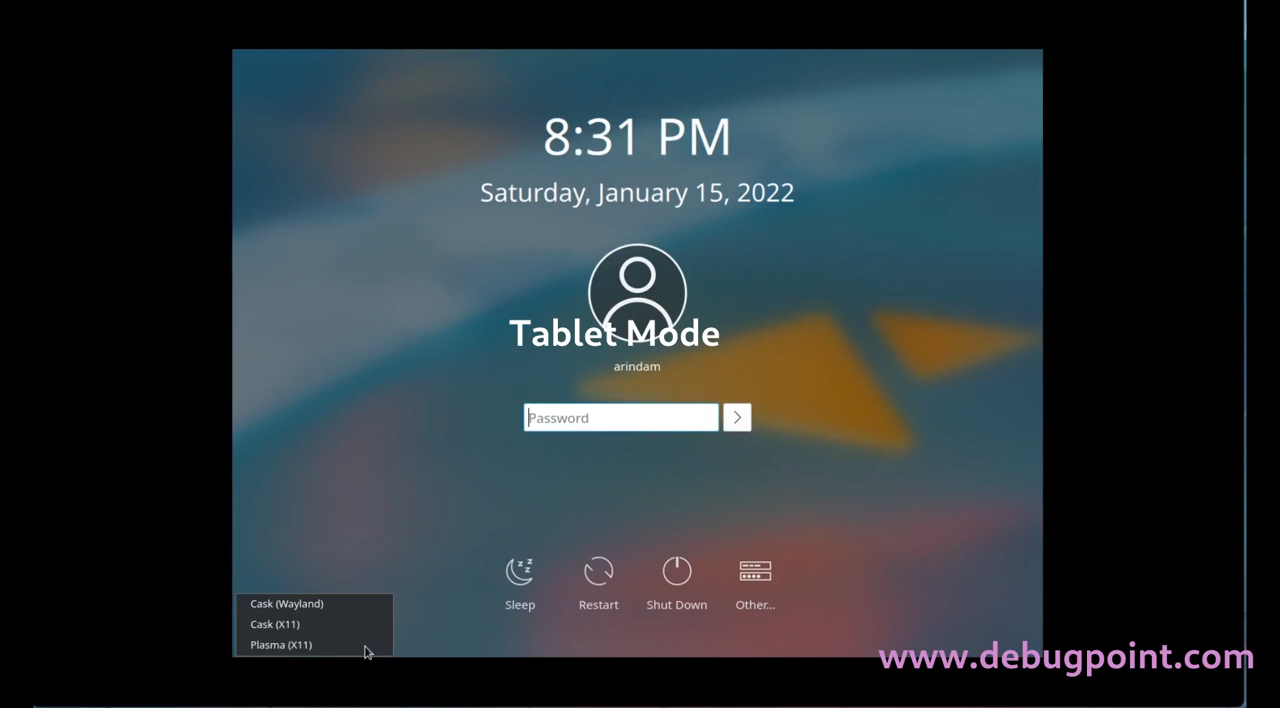 8:31 PM
Saturday, January 15, 2022
Tablet Mode
arindam
Password
Sleep
Restart
Shut Down
Other...
Cask (Wayland)
Cask (X11)
Plasma (X11)
www.debugpoint.com